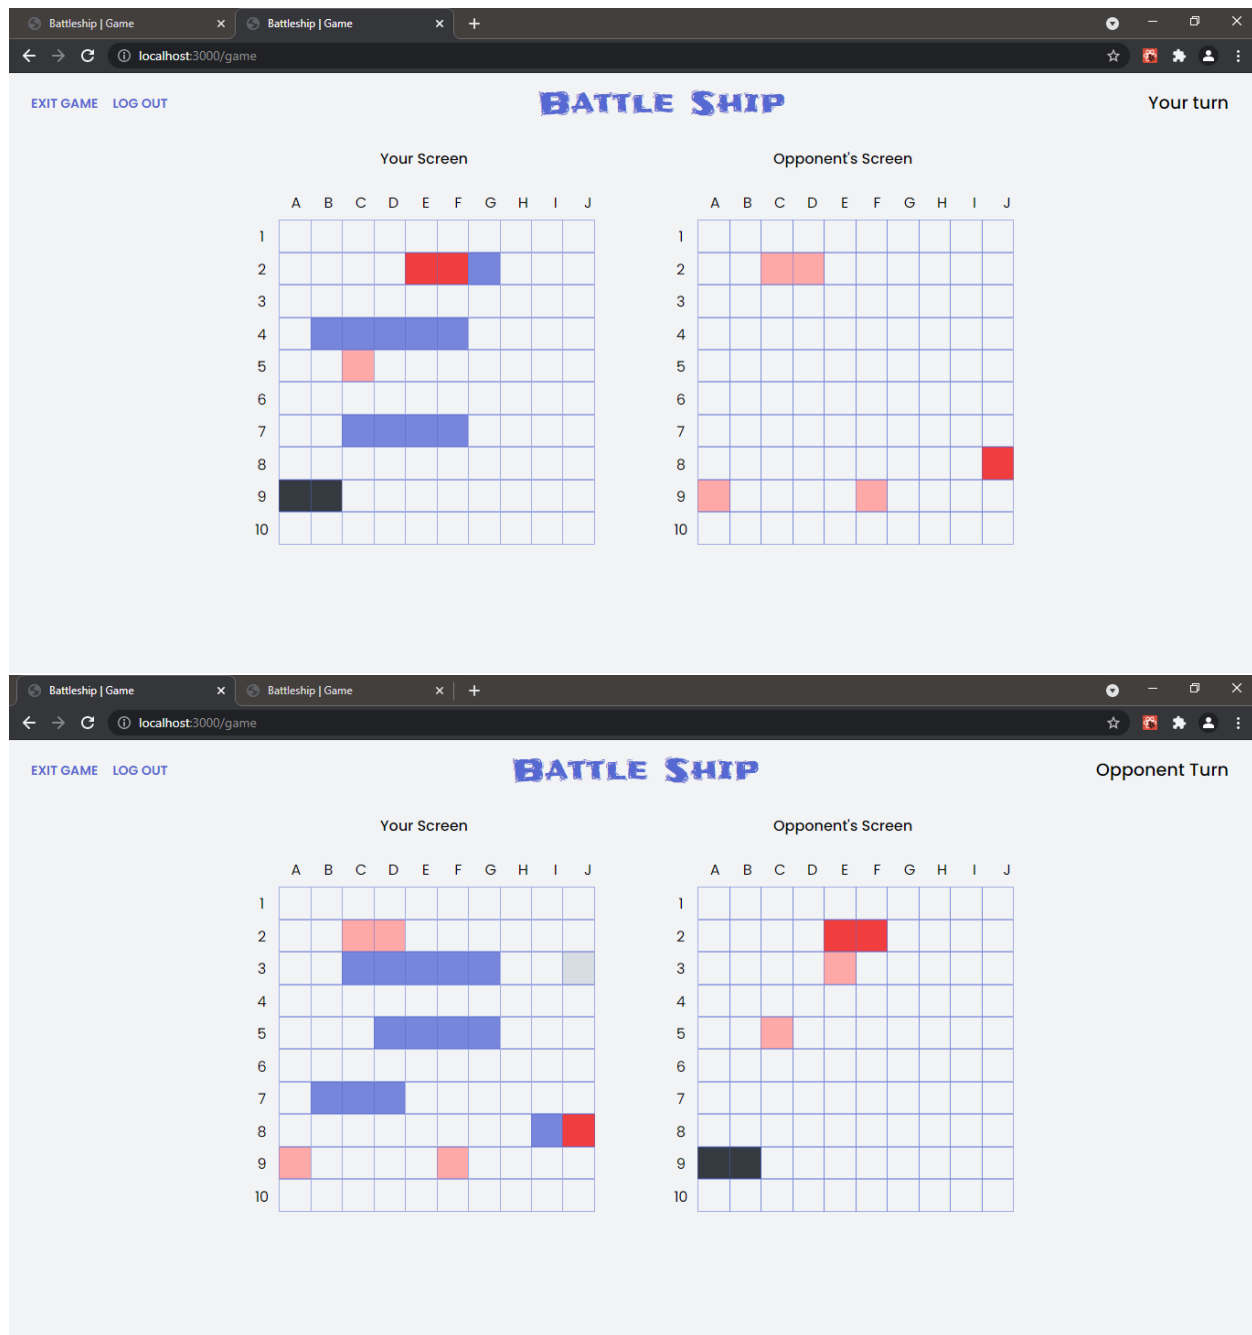 Battleship | Game Battleship | Game
localhost:3000/game
EXIT GAME LOG OUT BATTLE SHIP Your turn
Your Screen Opponent's Screen
A B C D E F G H I J A B C D E F G H I J
1 1
2 2
3 3
4 4
5 5
6 6
7 7
8 8
9 9
10 10
Battleship | Game Battleship | Game
localhost:3000/game
EXIT GAME LOG OUT BATTLE SHIP Opponent Turn
Your Screen Opponent's Screen
A B C D E F G H I J A B C D E F G H I J
1 1
2 2
3 3
4 4
5 5
6 6
7 7
8 8
9 9
10 10